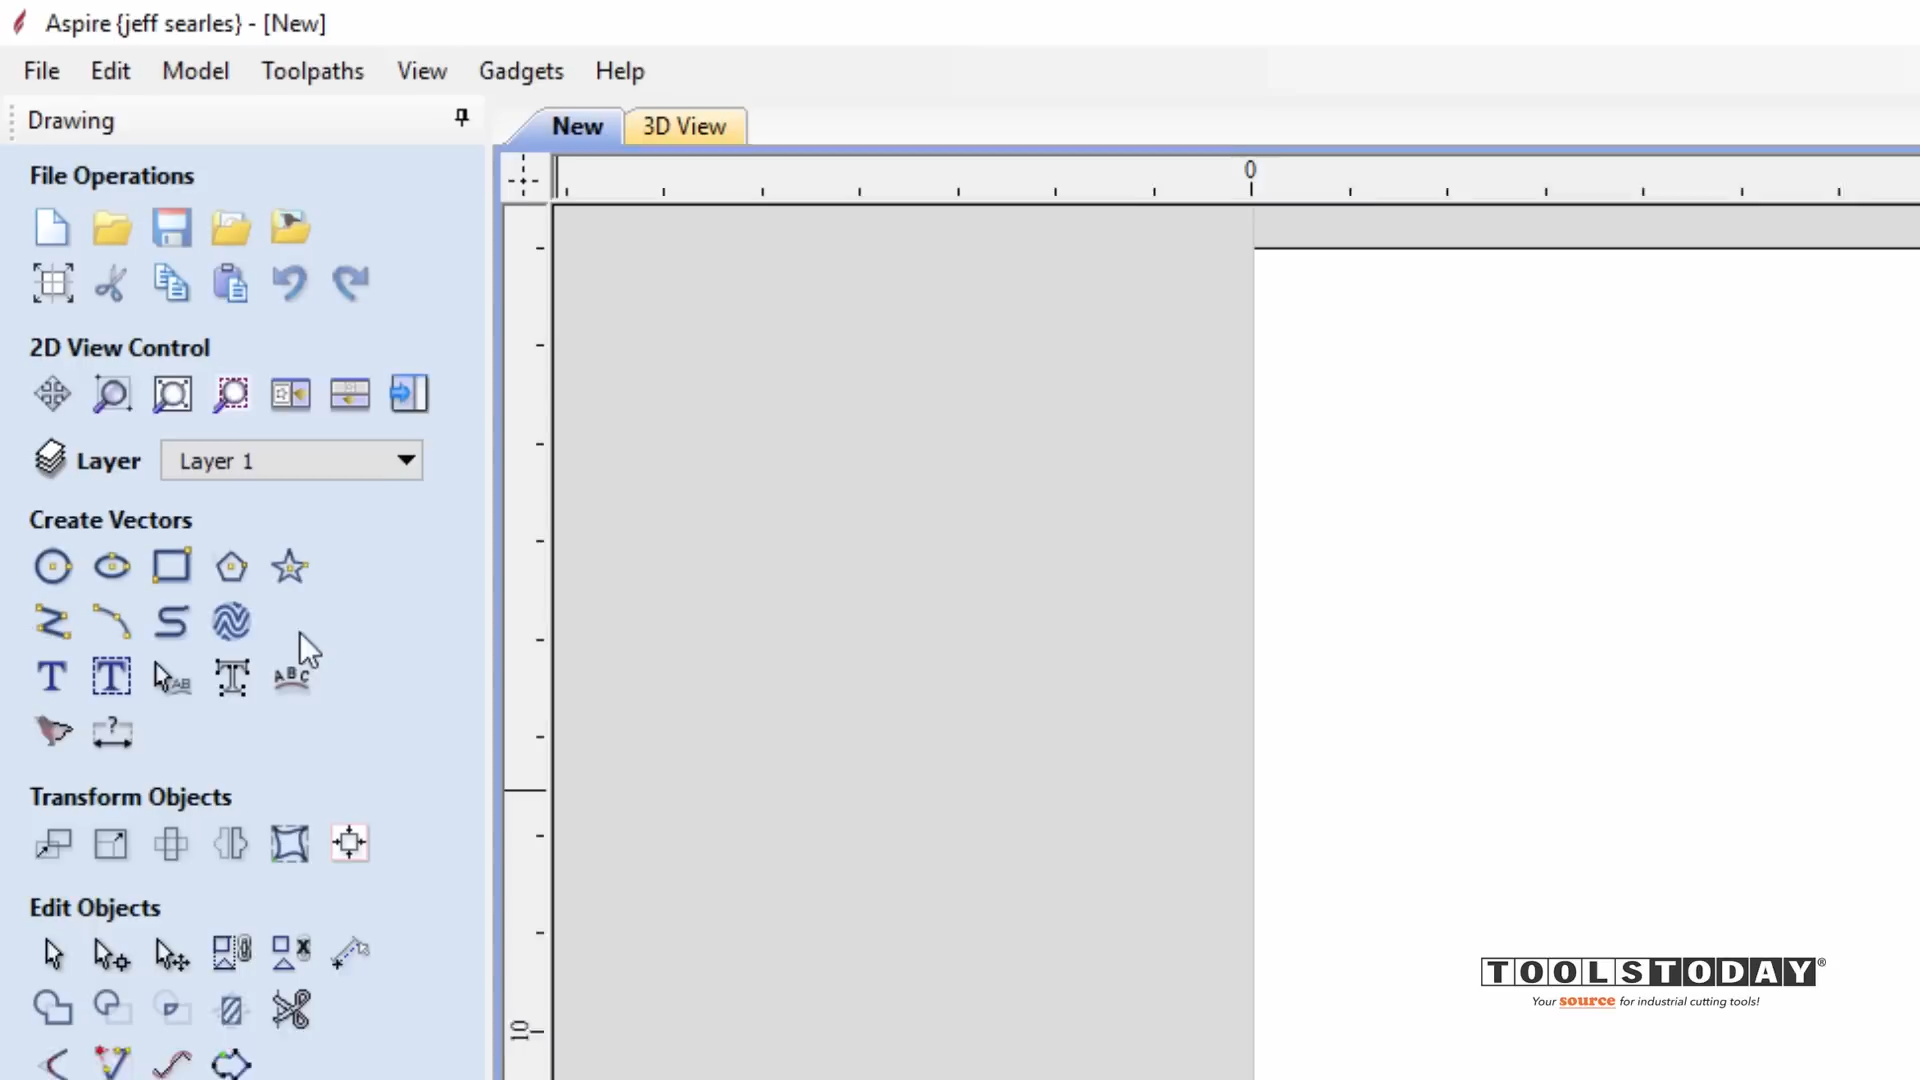 Aspire {jeff searles} - [New]
File Edit Model Toolpaths View Gadgets Help
Drawing
New 3D View
File Operations
0
2D View Control
Layer Layer 1
Create Vectors
T T AB T ABC
?
Transform Objects
Edit Objects
10
TOOLSTODAY®
Your source for industrial cutting tools!